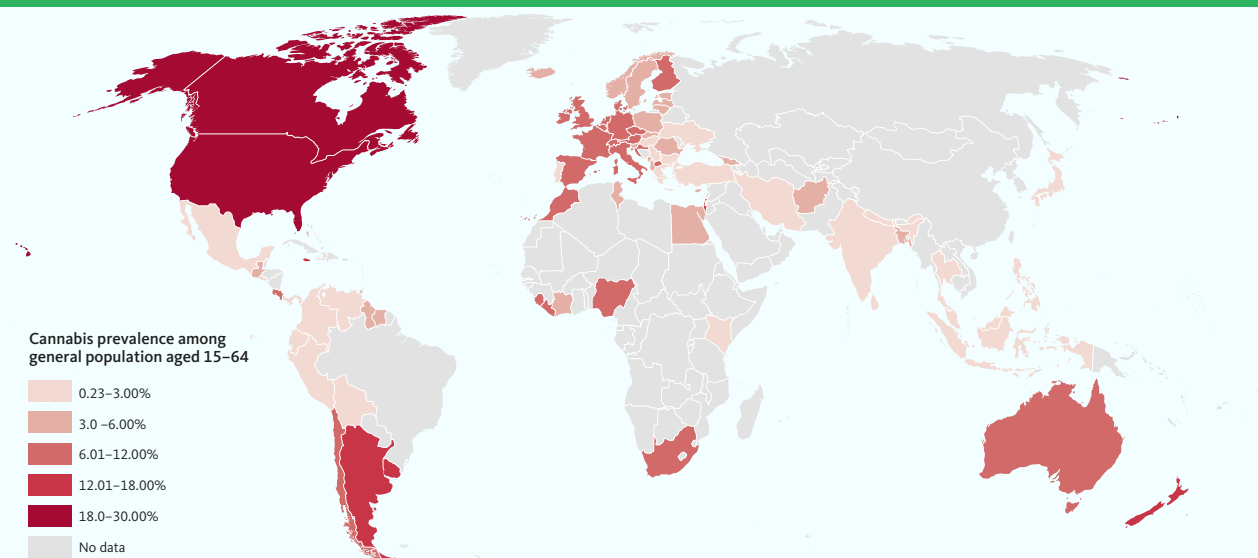 Cannabis prevalence among
general population aged 15–64
0.23–3.00%
3.0 –6.00%
6.01–12.00%
12.01–18.00%
18.0–30.00%
No data